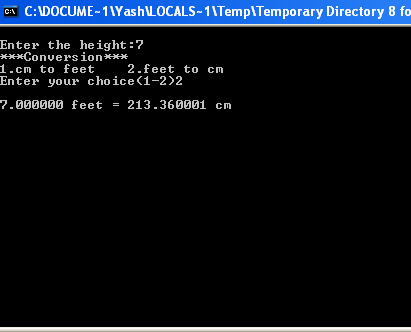 C:\DOCUME~1\Yash\LOCALS~1\Temp\Temporary Directory 8 fo
Enter the height:7
***Conversion***
1.cm to feet    2.feet to cm
Enter your choice(1-2)2
7.000000 feet = 213.360001 cm